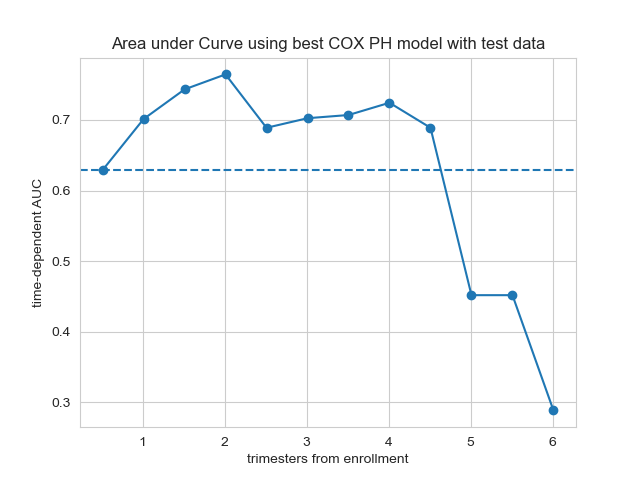 Area under Curve using best COX PH model with test data
time-dependent AUC
0.7
0.6
0.5
0.4
0.3
1 2 3 4 5 6
trimesters from enrollment